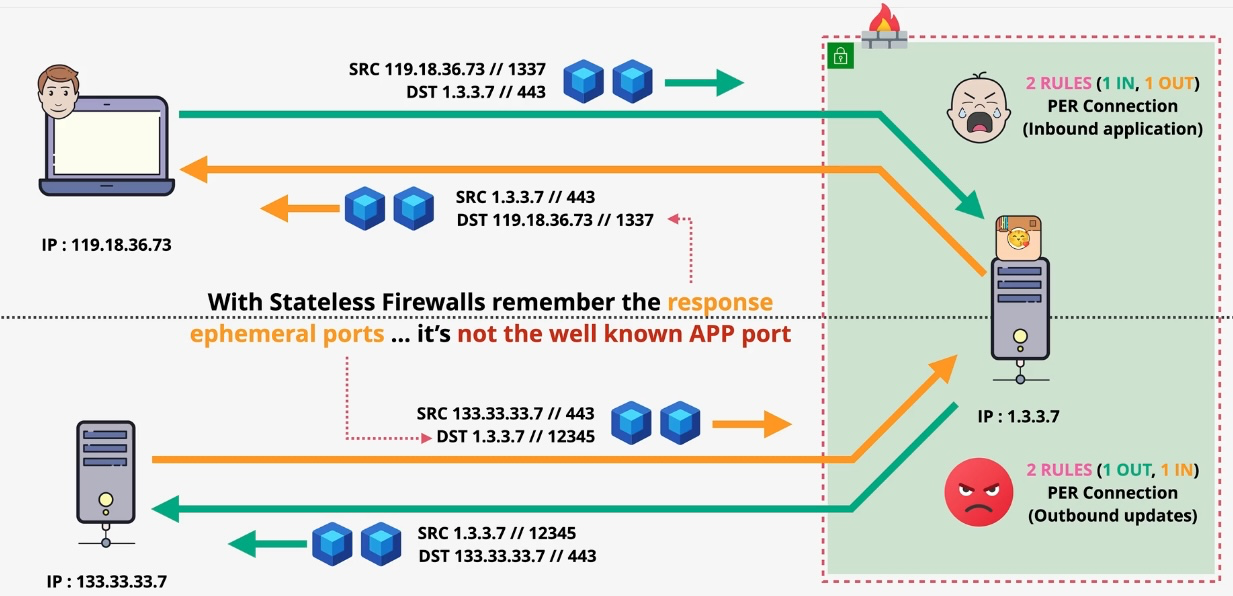 SRC 119.18.36.73 // 1337
DST 1.3.3.7 // 443
2 RULES (1 IN, 1 OUT)
PER Connection
(Inbound application)
SRC 1.3.3.7 // 443
DST 119.18.36.73 // 1337
IP : 119.18.36.73
With Stateless Firewalls remember the response
ephemeral ports ... it's not the well known APP port
SRC 133.33.33.7 // 443
DST 1.3.3.7 // 12345
IP : 1.3.3.7
2 RULES (1 OUT, 1 IN)
PER Connection
(Outbound updates)
SRC 1.3.3.7 // 12345
DST 133.33.33.7 // 443
IP : 133.33.33.7